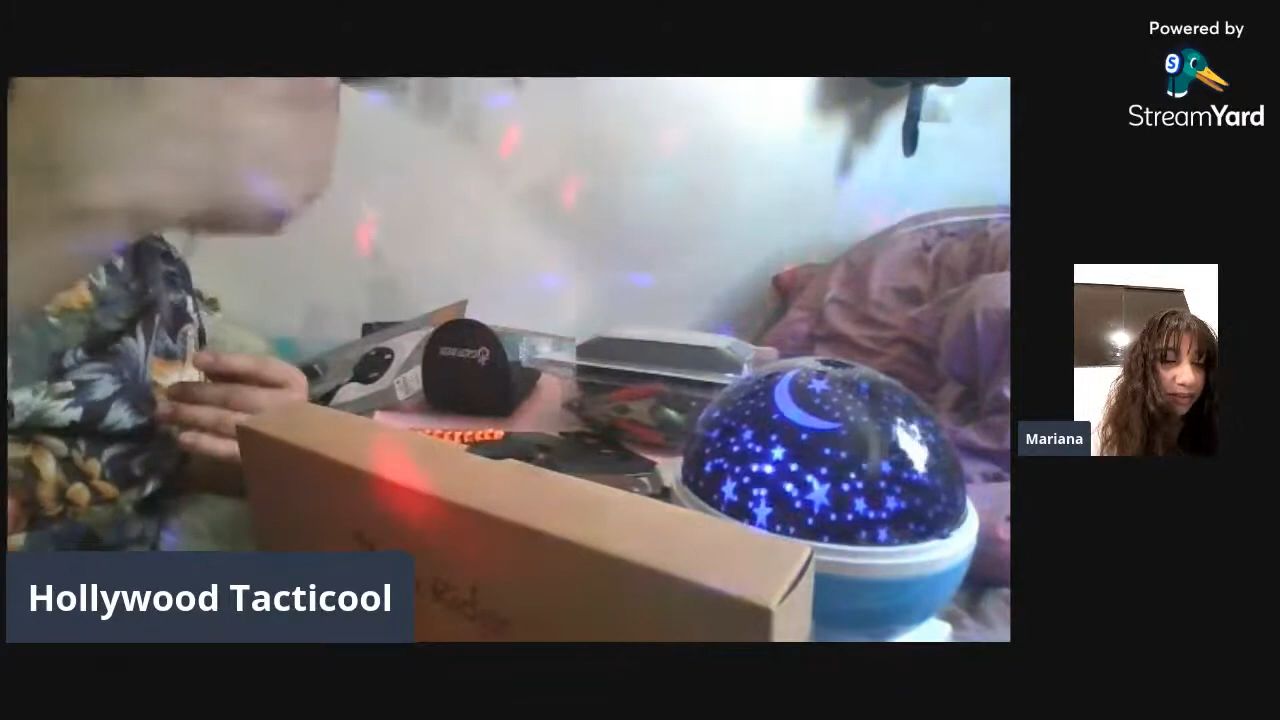 Powered by
S
StreamYard
Mariana
Hollywood Tacticool